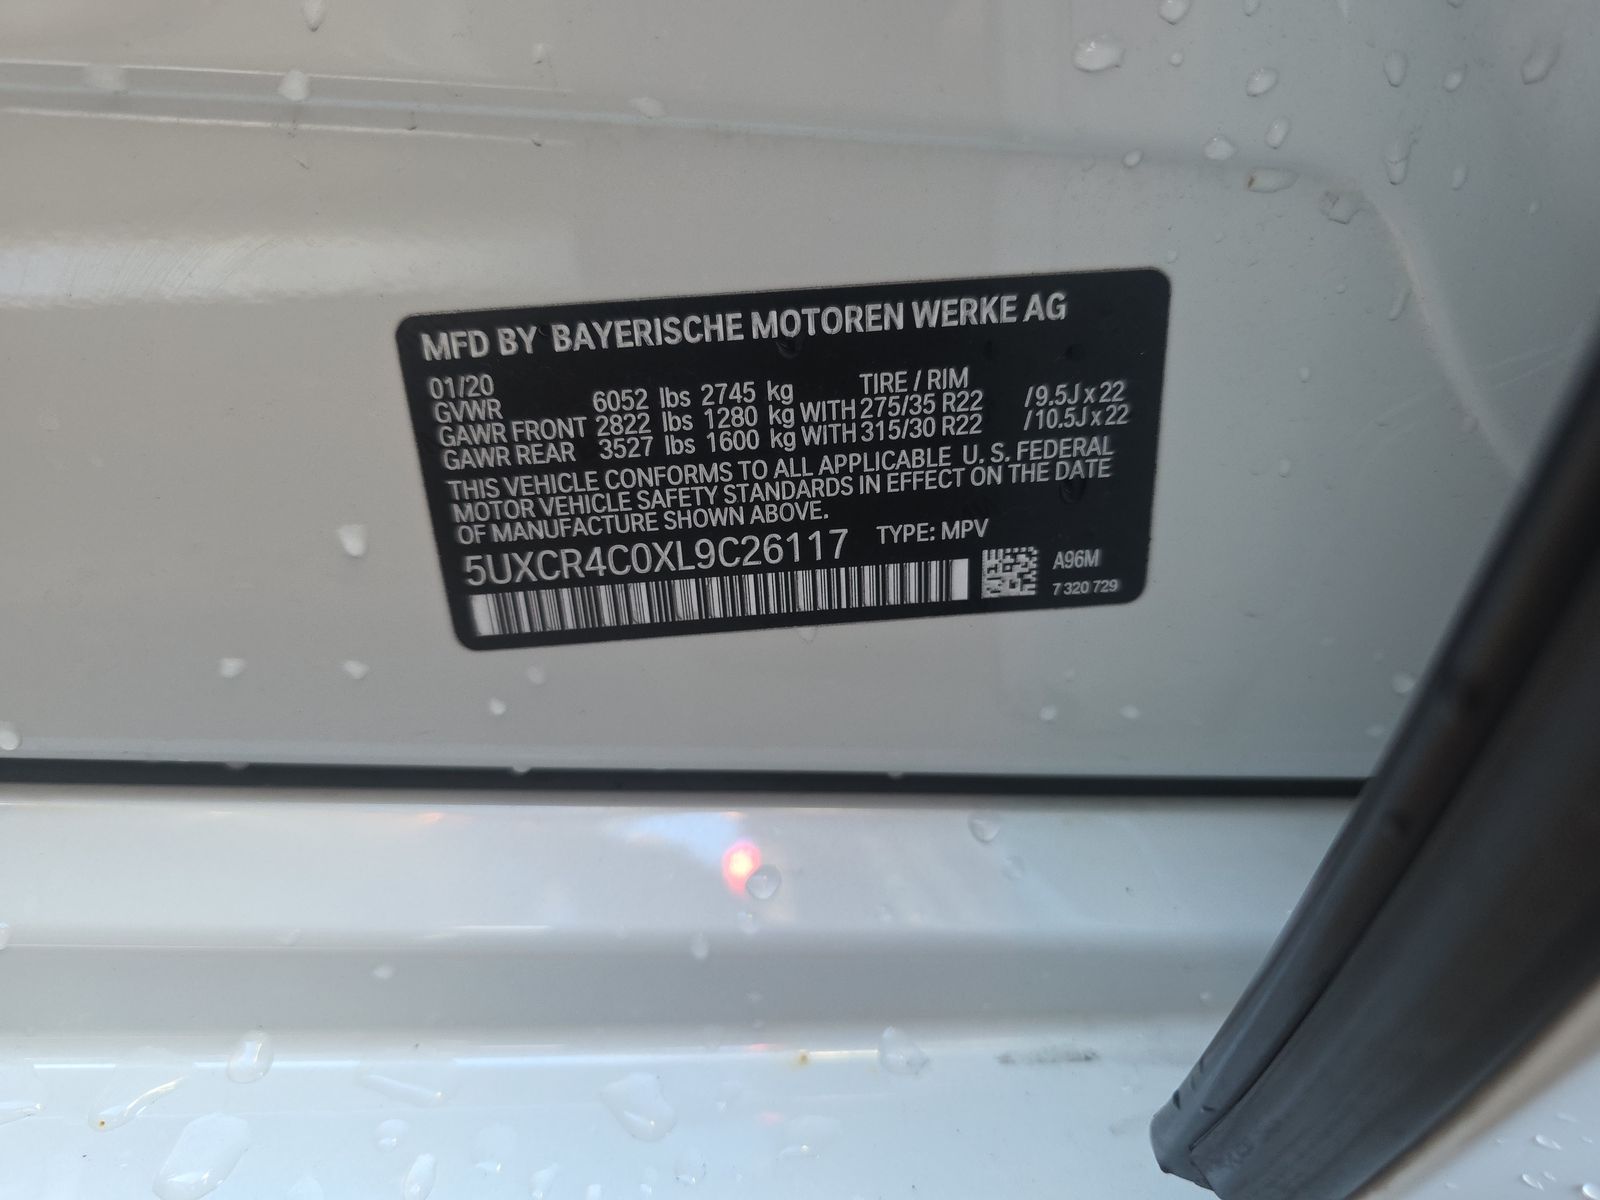 MFD BY BAYERISCHE MOTOREN WERKE AG
01/20 TIRE / RIM
GVWR 6052 lbs 2745 kg
GAWR FRONT 2822 lbs 1280 kg WITH 275/35 R22 /9.5J x 22
GAWR REAR 3527 lbs 1600 kg WITH 315/30 R22 /10.5J x 22
THIS VEHICLE CONFORMS TO ALL APPLICABLE U. S. FEDERAL
MOTOR VEHICLE SAFETY STANDARDS IN EFFECT ON THE DATE
OF MANUFACTURE SHOWN ABOVE.
5UXCR4C0XL9C26117 TYPE: MPV
A96M
7 320 729